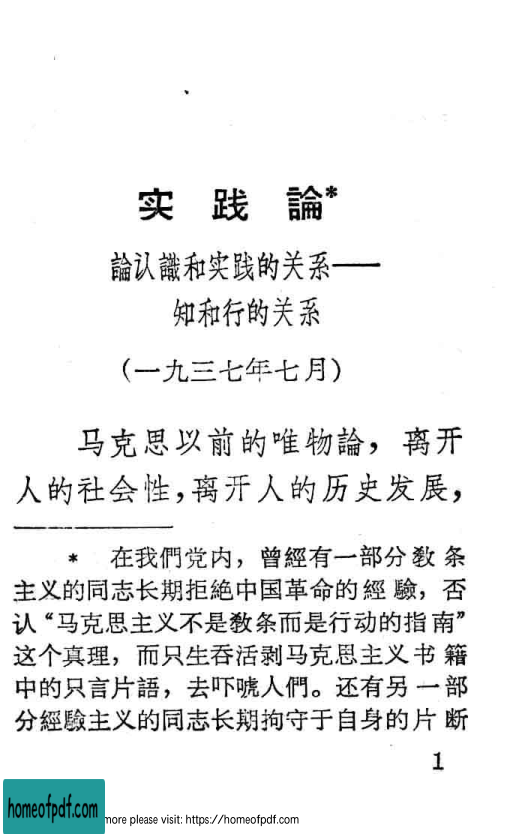 实践論*
論认識和实践的关系——
知和行的关系
（一九三七年七月）
马克思以前的唯物論，离开
人的社会性，离开人的历史发展，
* 在我們党内，曾經有一部分教条
主义的同志长期拒絶中国革命的經驗，否
认“马克思主义不是教条而是行动的指南”
这个真理，而只生吞活剥马克思主义书籍
中的只言片語，去吓唬人們。还有另一部
分經驗主义的同志长期拘守于自身的片断
1
homeofpdf.com
more please visit: https://homeofpdf.com